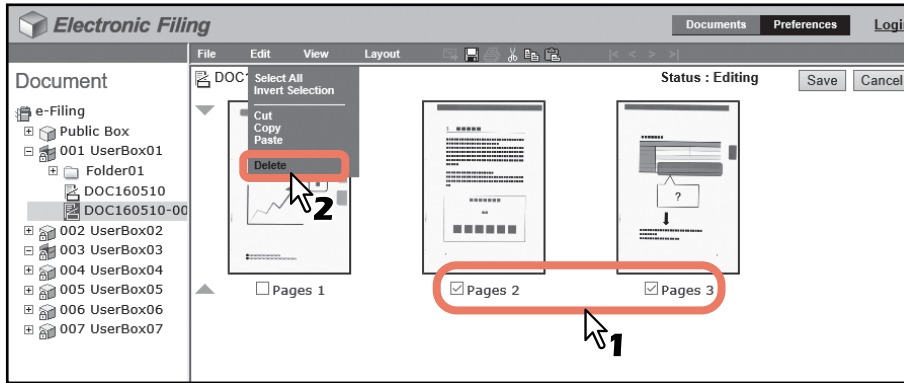 Electronic Filing
Documents Preferences Login
File Edit View Layout |< < > >|
Document
DOC1
Status : Editing Save Cancel
Select All
Invert Selection
Cut
Copy
Paste
Delete
e-Filing
Public Box
001 UserBox01
Folder01
DOC160510
DOC160510-00
002 UserBox02
003 UserBox03
004 UserBox04
005 UserBox05
006 UserBox06
007 UserBox07
?
Pages 1
Pages 2
Pages 3
2
1